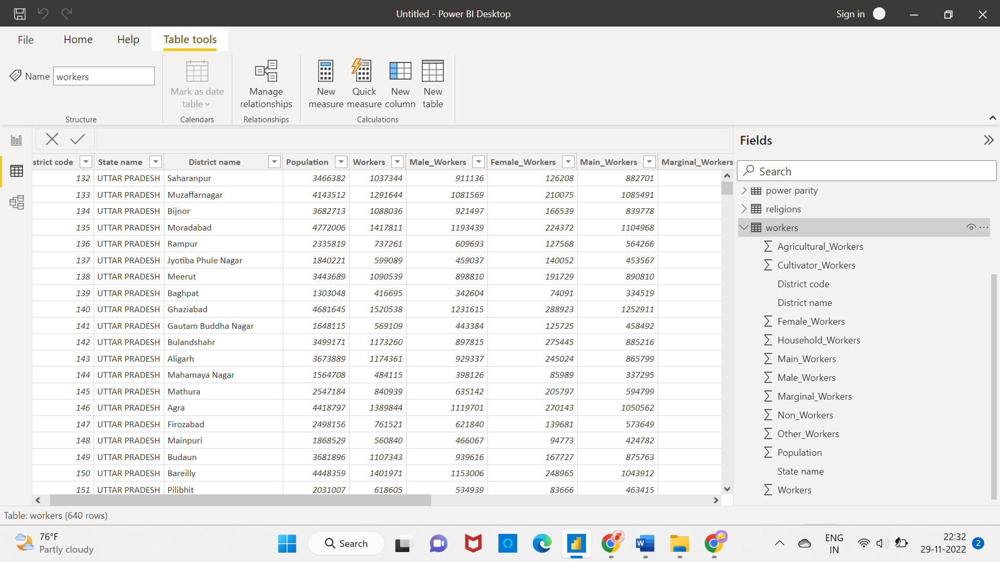 Untitled - Power BI Desktop
Sign in
File Home Help Table tools
Name workers
Mark as date table
Manage relationships
New measure
Quick measure
New column
New table
Structure Calendars Relationships Calculations
strict code State name District name Population Workers Male_Workers Female_Workers Main_Workers Marginal_Workers
132 UTTAR PRADESH Saharanpur 3466382 1037344 911136 126208 882701
133 UTTAR PRADESH Muzaffarnagar 4143512 1291644 1081569 210075 1085491
134 UTTAR PRADESH Bijnor 3682713 1088036 921497 166539 839778
135 UTTAR PRADESH Moradabad 4772006 1417811 1193439 224372 1104968
136 UTTAR PRADESH Rampur 2335819 737261 609693 127568 564266
137 UTTAR PRADESH Jyotiba Phule Nagar 1840221 599089 459037 140052 453567
138 UTTAR PRADESH Meerut 3443689 1090539 898810 191729 890810
139 UTTAR PRADESH Baghpat 1303048 416695 342604 74091 334519
140 UTTAR PRADESH Ghaziabad 4681645 1520538 1231615 288923 1252911
141 UTTAR PRADESH Gautam Buddha Nagar 1648115 569109 443384 125725 458492
142 UTTAR PRADESH Bulandshahr 3499171 1173260 897815 275445 885216
143 UTTAR PRADESH Aligarh 3673889 1174361 929337 245024 865799
144 UTTAR PRADESH Mahamaya Nagar 1564708 484115 398126 85989 337295
145 UTTAR PRADESH Mathura 2547184 840939 635142 205797 594799
146 UTTAR PRADESH Agra 4418797 1389844 1119701 270143 1050562
147 UTTAR PRADESH Firozabad 2498156 761521 621840 139681 573649
148 UTTAR PRADESH Mainpuri 1868529 560840 466067 94773 424782
149 UTTAR PRADESH Budaun 3681896 1107343 939616 167727 875763
150 UTTAR PRADESH Bareilly 4448359 1401971 1153006 248965 1043912
151 UTTAR PRADESH Pilibhit 2031007 618605 534939 83666 463415
Fields
Search
power parity
religions
workers
Agricultural_Workers
Cultivator_Workers
District code
District name
Female_Workers
Household_Workers
Main_Workers
Male_Workers
Marginal_Workers
Non_Workers
Other_Workers
Population
State name
Workers
Table: workers (640 rows)
76°F
Partly cloudy
Search
W
ENG
IN
22:32
29-11-2022
2